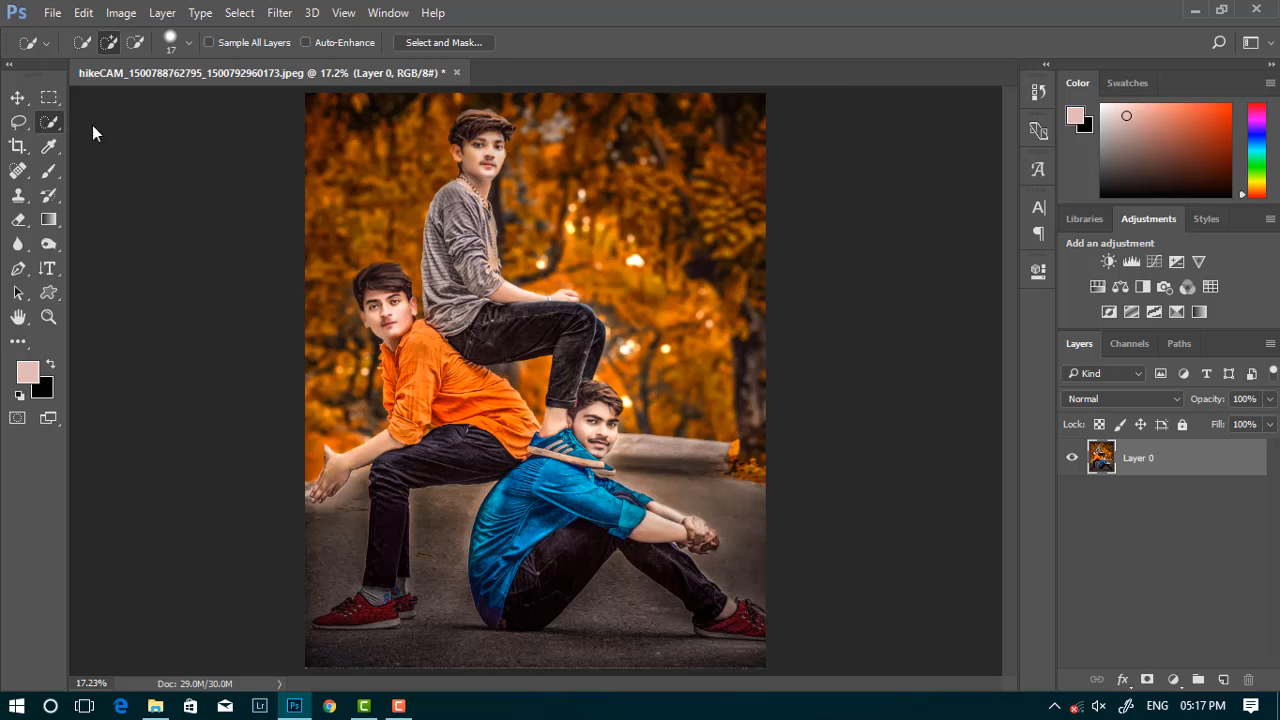 Ps File Edit Image Layer Type Select Filter 3D View Window Help
17 Sample All Layers Auto-Enhance Select and Mask...
hikeCAM_1500788762795_1500792960173.jpeg @ 17.2% (Layer 0, RGB/8#) * ×
Color Swatches
Libraries Adjustments Styles
Add an adjustment
Layers Channels Paths
Kind
Normal Opacity: 100%
Lock: Fill: 100%
Layer 0
17.23% Doc: 29.0M/30.0M
Lr Ps ENG 05:17 PM